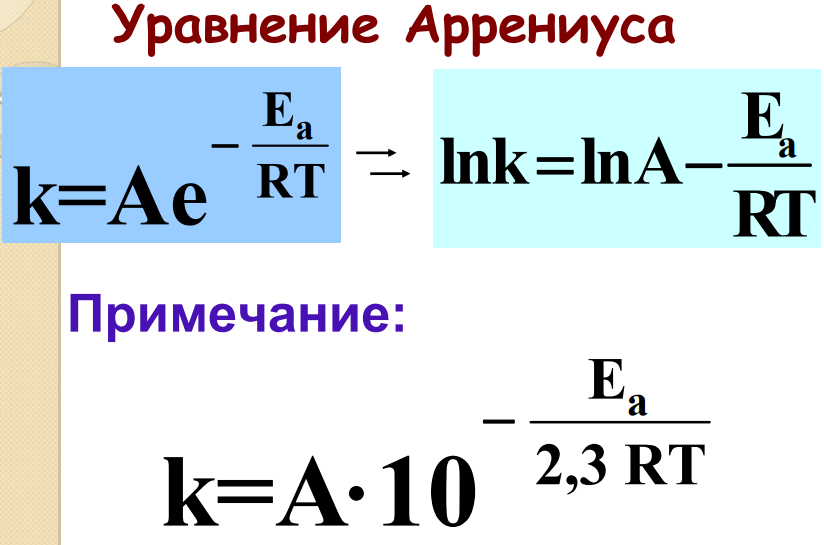 Уравнение Аррениуса
k=Ae^(−Eₐ/RT) → → lnk=lnA−Eₐ/RT
Примечание:
k=A·10^(−Eₐ/2,3 RT)